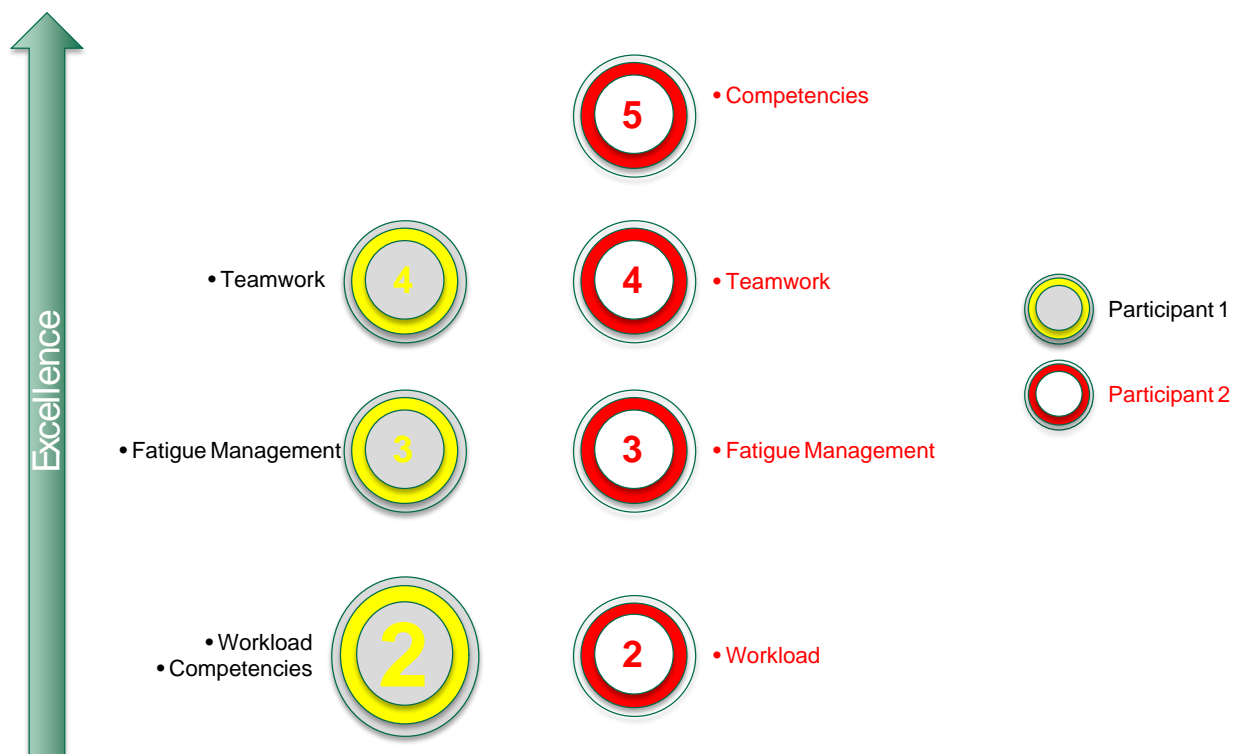 Excellence
5
• Competencies
• Teamwork
4
4
• Teamwork
Participant 1
Participant 2
• Fatigue Management
3
3
• Fatigue Management
• Workload
• Competencies
2
2
• Workload